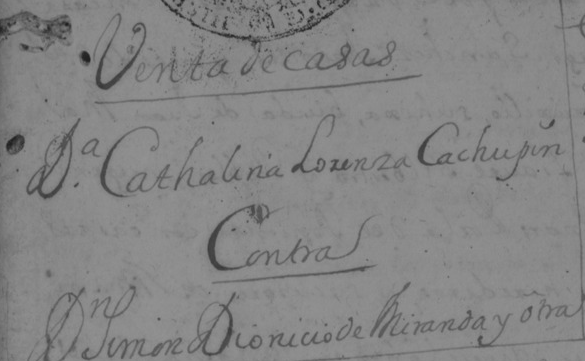 Venta de casas
D.ª Cathalina Lorenza Cachupin
Contra
D.n Simon Dionicio de Miranda y otra